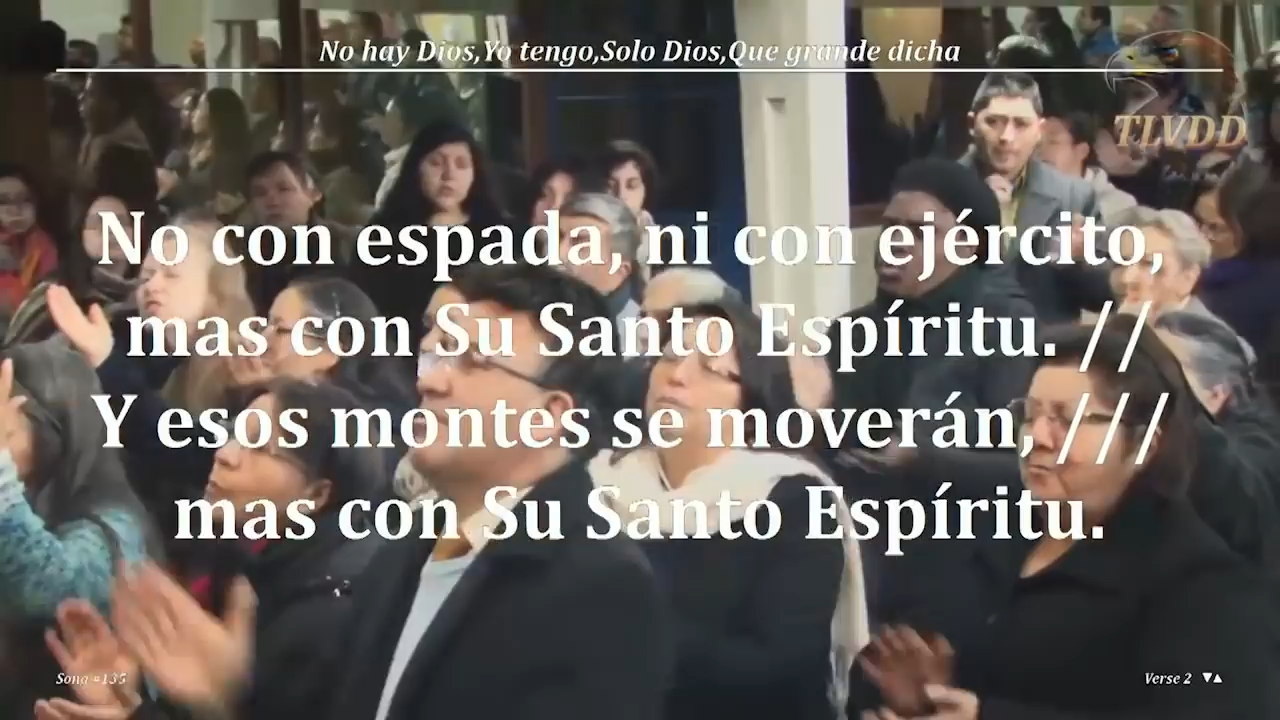 No hay Dios,Yo tengo,Solo Dios,Que grande dicha
TLVDD
No con espada, ni con ejército,
mas con Su Santo Espíritu. //
Y esos montes se moverán, ///
mas con Su Santo Espíritu.
Song #135
Verse 2 ▼▲